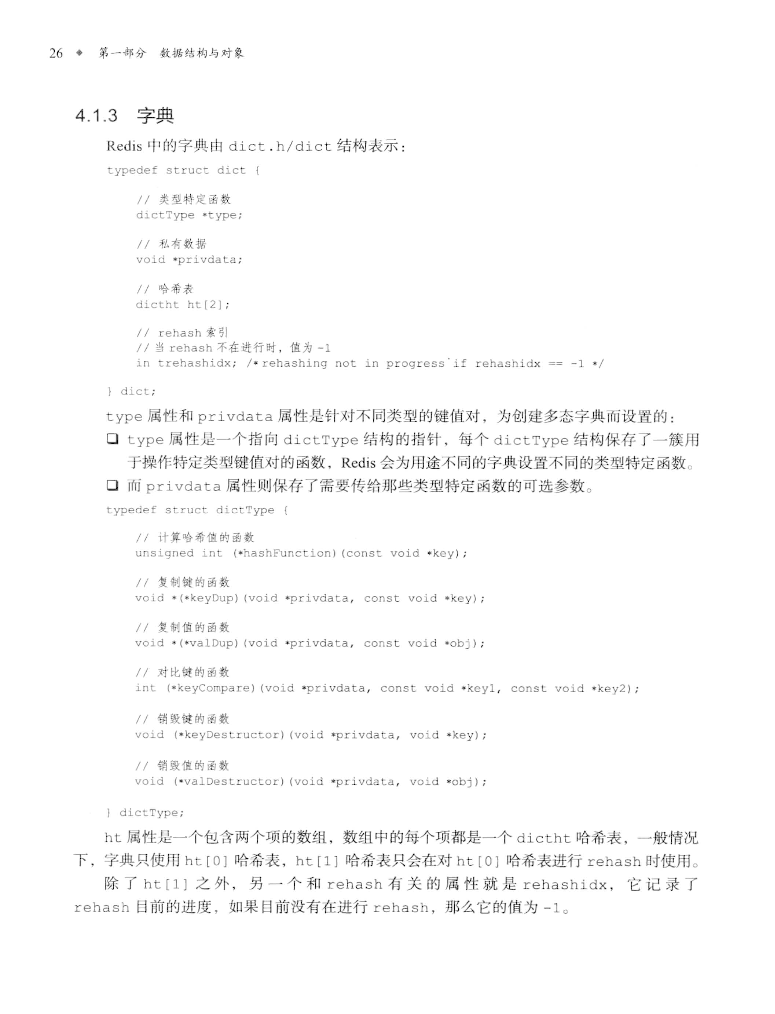 26 ◆ 第一部分 数据结构与对象
4.1.3 字典
Redis 中的字典由 dict.h/dict 结构表示：
typedef struct dict {
// 类型特定函数
dictType *type;
// 私有数据
void *privdata;
// 哈希表
dictht ht[2];
// rehash 索引
// 当 rehash 不在进行时，值为 -1
in trehashidx; /* rehashing not in progress if rehashidx == -1 */
} dict;
type 属性和 privdata 属性是针对不同类型的键值对，为创建多态字典而设置的：
❏ type 属性是一个指向 dictType 结构的指针，每个 dictType 结构保存了一簇用
于操作特定类型键值对的函数，Redis 会为用途不同的字典设置不同的类型特定函数。
❏ 而 privdata 属性则保存了需要传给那些类型特定函数的可选参数。
typedef struct dictType {
// 计算哈希值的函数
unsigned int (*hashFunction)(const void *key);
// 复制键的函数
void *(*keyDup)(void *privdata, const void *key);
// 复制值的函数
void *(*valDup)(void *privdata, const void *obj);
// 对比键的函数
int (*keyCompare)(void *privdata, const void *key1, const void *key2);
// 销毁键的函数
void (*keyDestructor)(void *privdata, void *key);
// 销毁值的函数
void (*valDestructor)(void *privdata, void *obj);
} dictType;
ht 属性是一个包含两个项的数组，数组中的每个项都是一个 dictht 哈希表，一般情况
下，字典只使用 ht[0] 哈希表，ht[1] 哈希表只会在对 ht[0] 哈希表进行 rehash 时使用。
除了 ht[1] 之外，另一个和 rehash 有关的属性就是 rehashidx，它记录了
rehash 目前的进度，如果目前没有在进行 rehash，那么它的值为 -1。